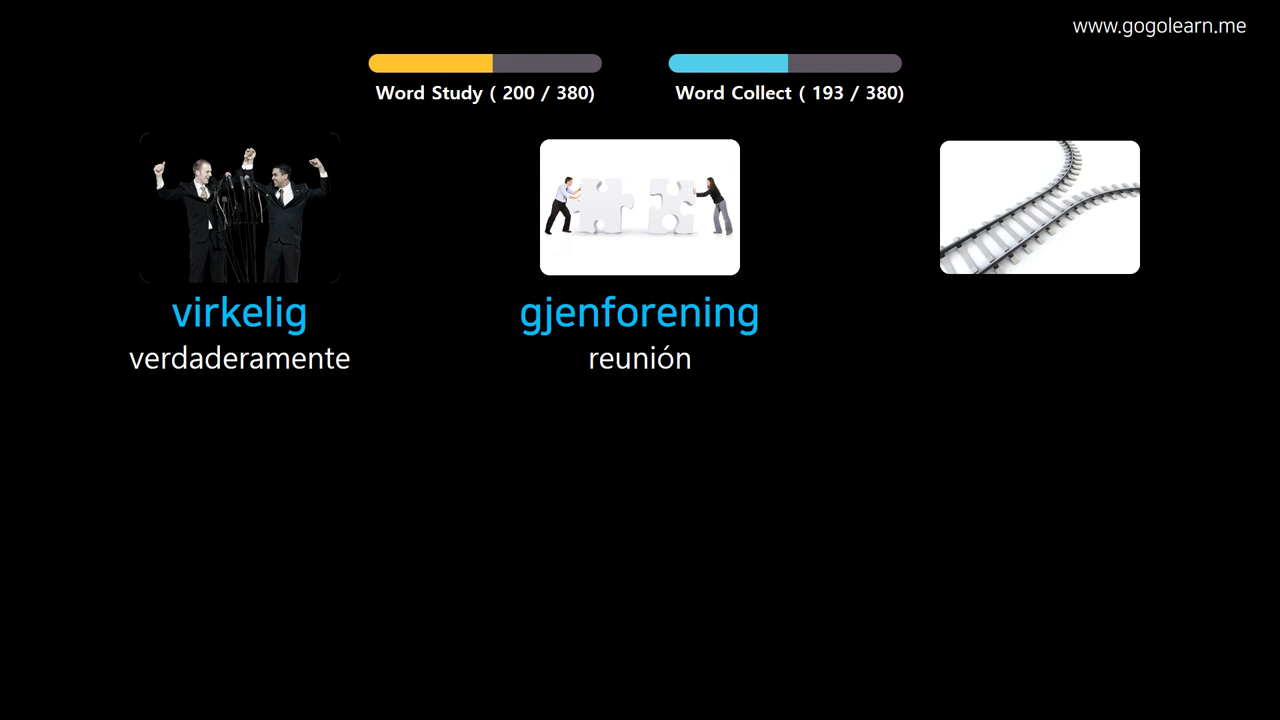 www.gogolearn.me
Word Study ( 200 / 380)
Word Collect ( 193 / 380)
virkelig
verdaderamente
gjenforening
reunión